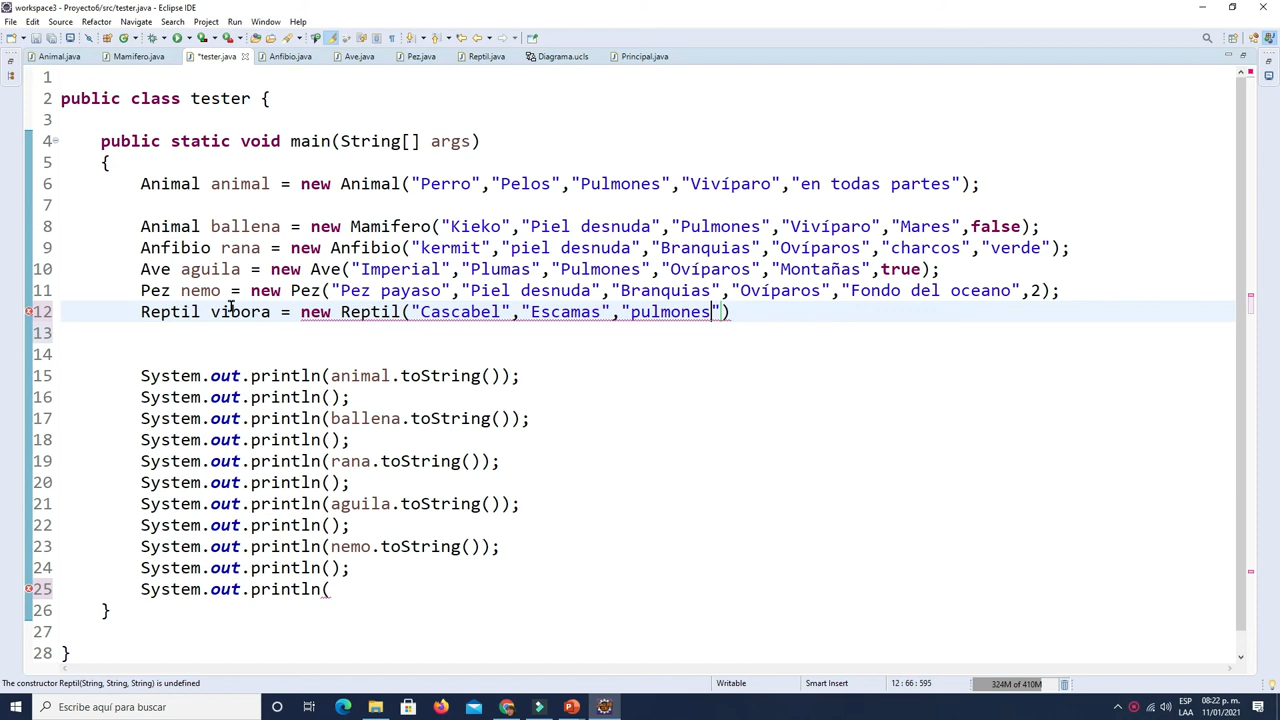 workspace3 - Proyecto6/src/tester.java - Eclipse IDE
File Edit Source Refactor Navigate Search Project Run Window Help
Animal.java Mamifero.java *tester.java Anfibio.java Ave.java Pez.java Reptil.java Diagrama.ucls Principal.java
1
2 public class tester {
3
4 public static void main(String[] args)
5 {
6 Animal animal = new Animal("Perro","Pelos","Pulmones","Vivíparo","en todas partes");
7
8 Animal ballena = new Mamifero("Kieko","Piel desnuda","Pulmones","Vivíparo","Mares",false);
9 Anfibio rana = new Anfibio("kermit","piel desnuda","Branquias","Ovíparos","charcos","verde");
10 Ave aguila = new Ave("Imperial","Plumas","Pulmones","Ovíparos","Montañas",true);
11 Pez nemo = new Pez("Pez payaso","Piel desnuda","Branquias","Ovíparos","Fondo del oceano",2);
12 Reptil vibora = new Reptil("Cascabel","Escamas","pulmones")
13
14
15 System.out.println(animal.toString());
16 System.out.println();
17 System.out.println(ballena.toString());
18 System.out.println();
19 System.out.println(rana.toString());
20 System.out.println();
21 System.out.println(aguila.toString());
22 System.out.println();
23 System.out.println(nemo.toString());
24 System.out.println();
25 System.out.println(
26 }
27
28 }
The constructor Reptil(String, String, String) is undefined Writable Smart Insert 12 : 66 : 595 324M of 410M
Escribe aquí para buscar ESP 08:22 p. m.
LAA 11/01/2021